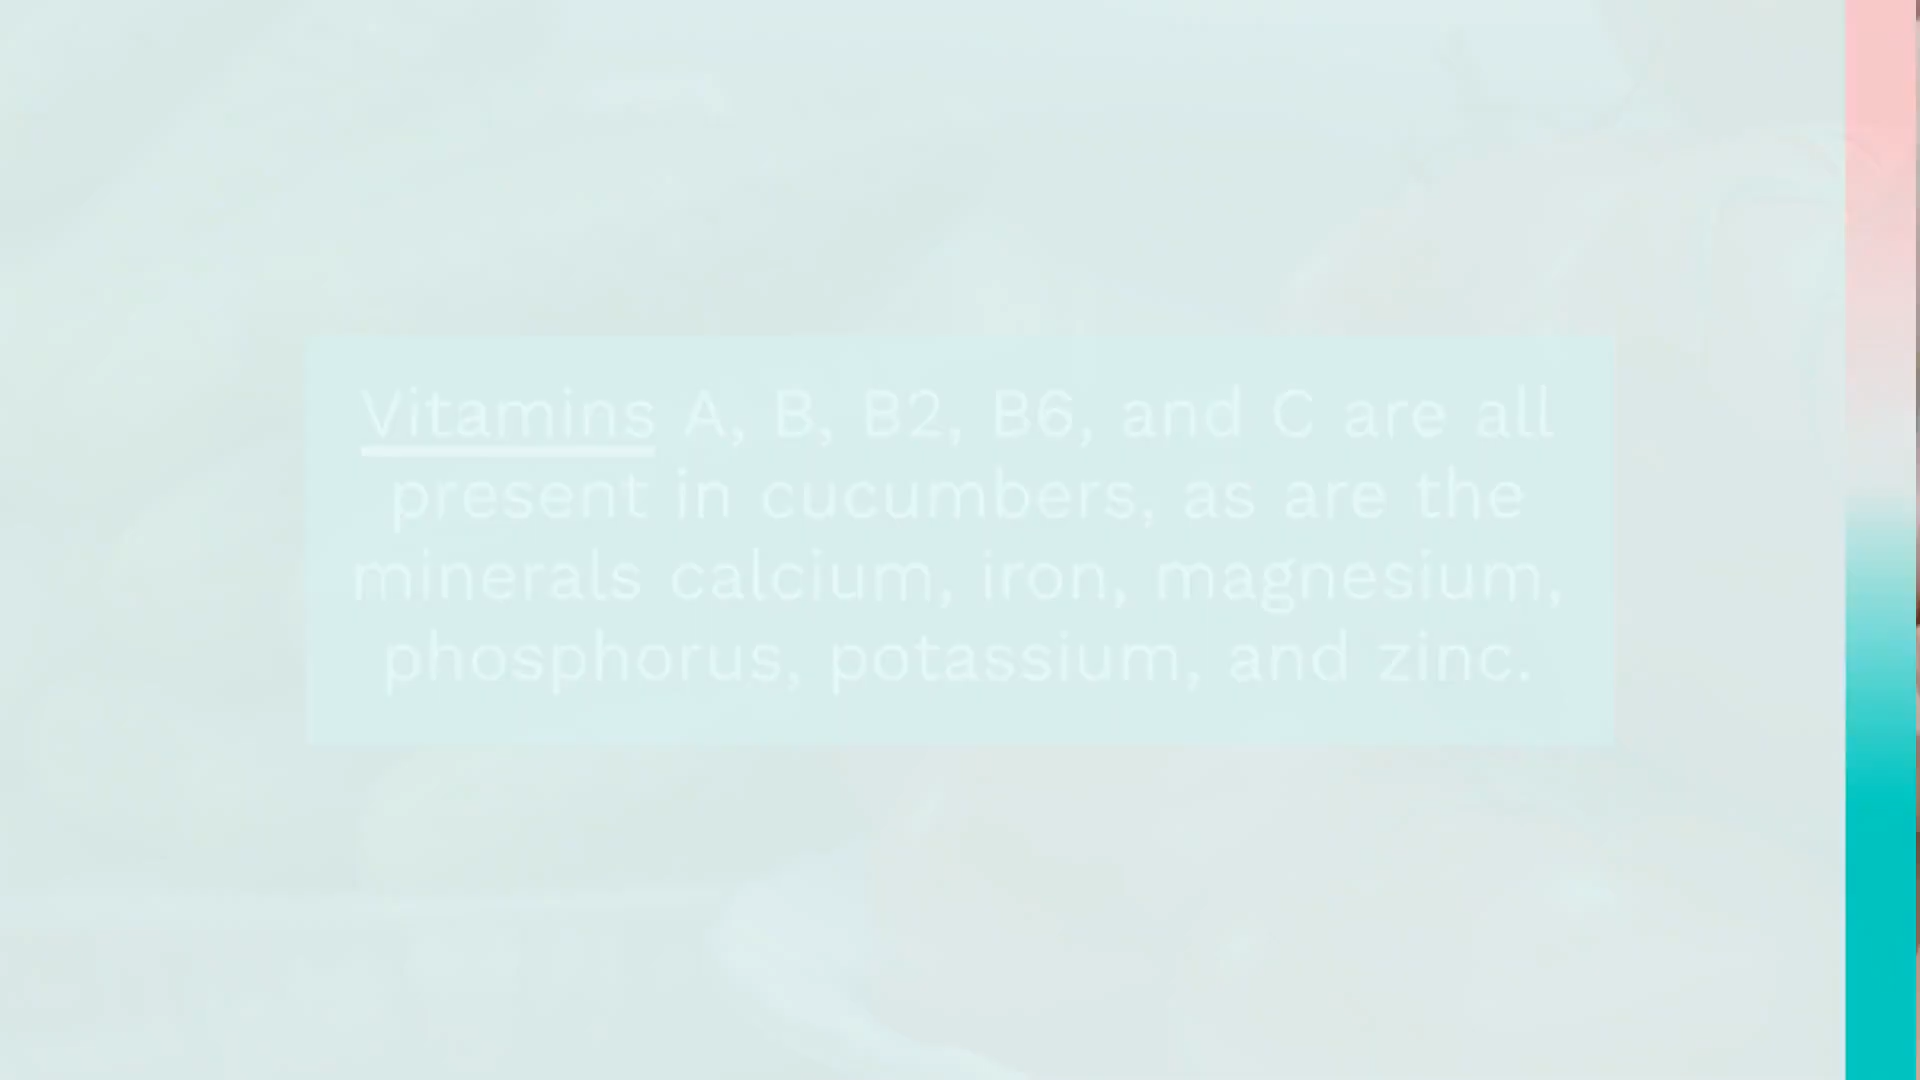 Vitamins A, B, B2, B6, and C are all
present in cucumbers, as are the
minerals calcium, iron, magnesium,
phosphorus, potassium, and zinc.